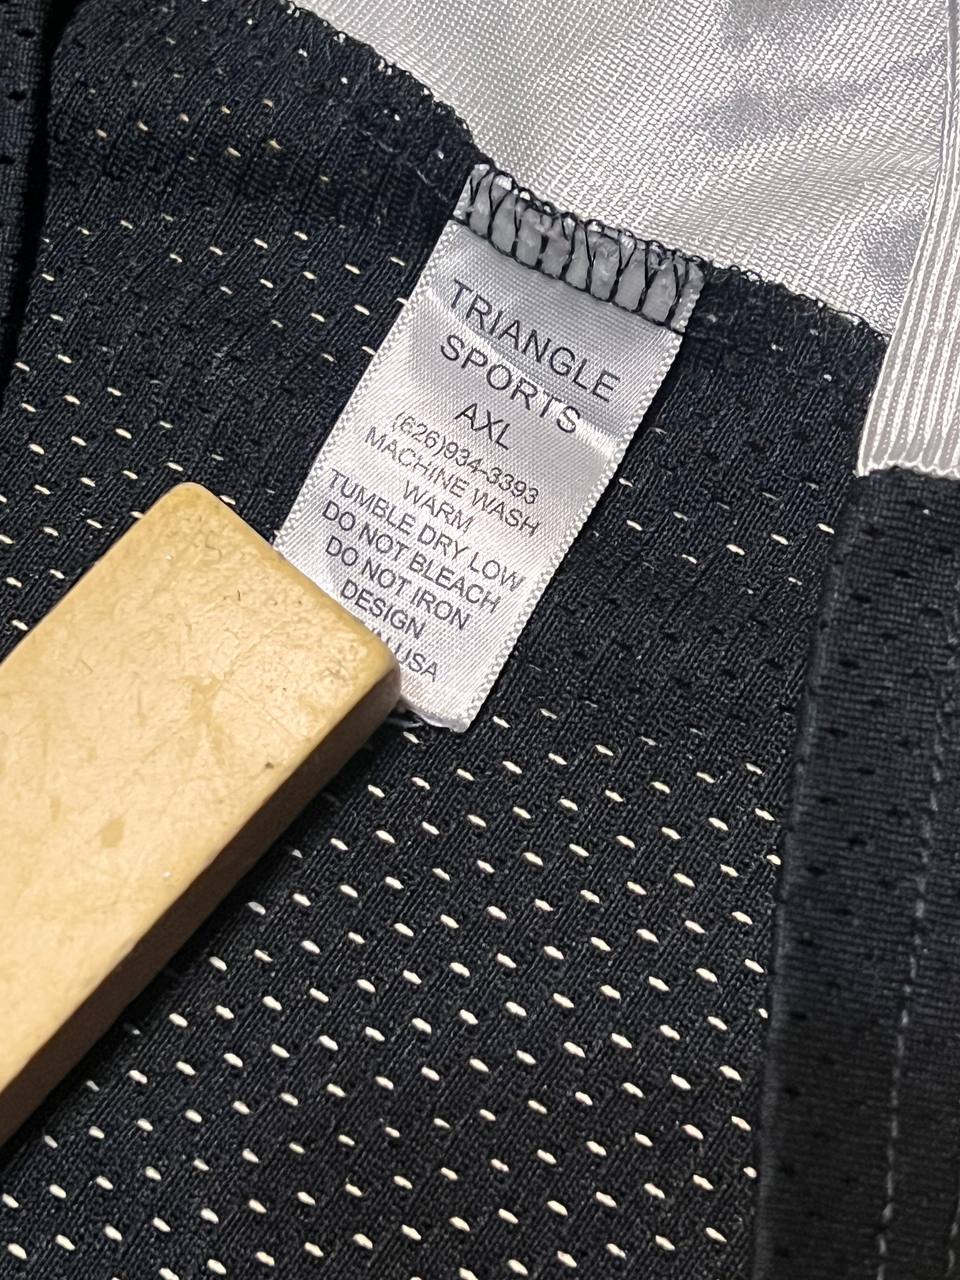 TRIANGLE
SPORTS
AXL
(626)934-3393
MACHINE WASH
WARM
TUMBLE DRY LOW
DO NOT BLEACH
DO NOT IRON
DESIGN
USA